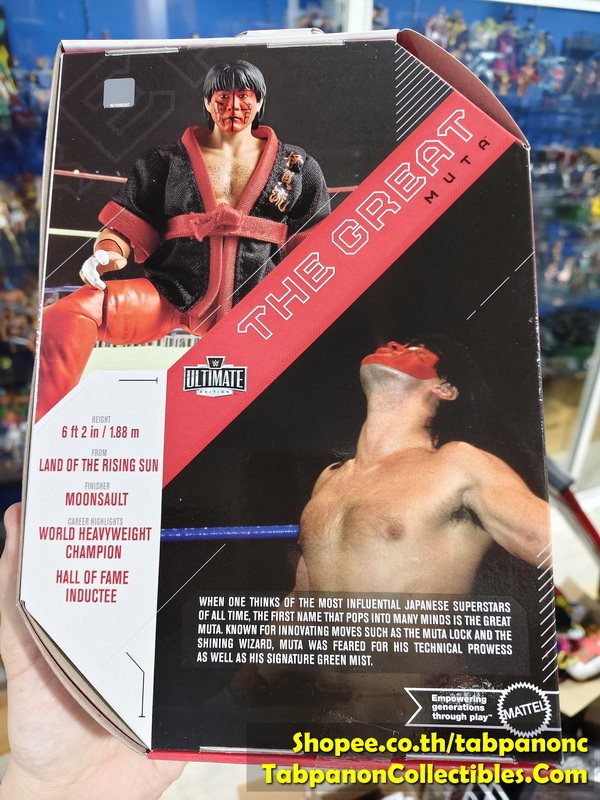 THE GREAT
MUTA™
W
ULTIMATE
EDITION
HEIGHT
6 ft 2 in / 1.88 m
FROM
LAND OF THE RISING SUN
FINISHER
MOONSAULT
CAREER HIGHLIGHTS
WORLD HEAVYWEIGHT
CHAMPION
HALL OF FAME
INDUCTEE
WHEN ONE THINKS OF THE MOST INFLUENTIAL JAPANESE SUPERSTARS
OF ALL TIME, THE FIRST NAME THAT POPS INTO MANY MINDS IS THE GREAT
MUTA. KNOWN FOR INNOVATING MOVES SUCH AS THE MUTA LOCK AND THE
SHINING WIZARD, MUTA WAS FEARED FOR HIS TECHNICAL PROWESS
AS WELL AS HIS SIGNATURE GREEN MIST.
Empowering
generations
through play™
MATTEL
Shopee.co.th/tabpanonc
TabpanonCollectibles.Com